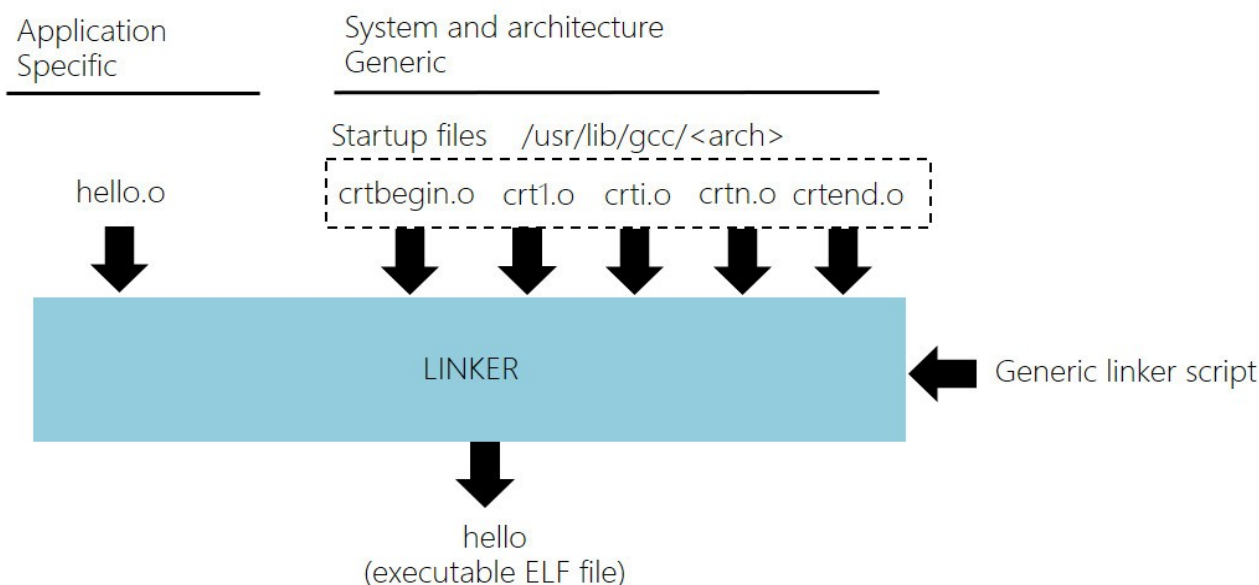 Application
Specific
System and architecture
Generic
Startup files /usr/lib/gcc/<arch>
hello.o
crtbegin.o crt1.o crti.o crtn.o crtend.o
LINKER
Generic linker script
hello
(executable ELF file)